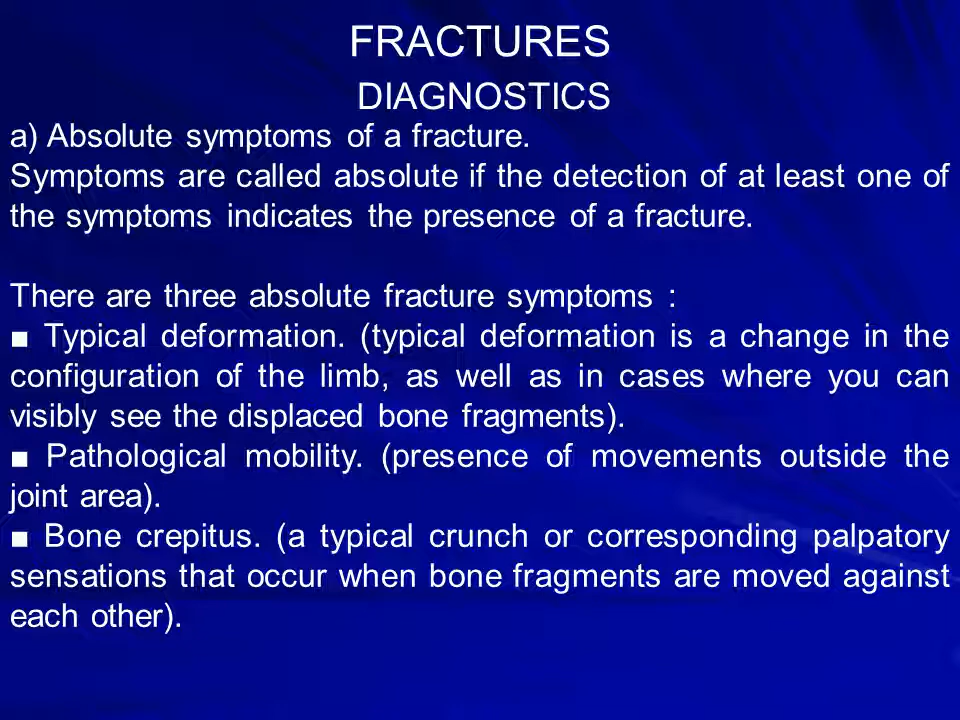 FRACTURES
DIAGNOSTICS
a) Absolute symptoms of a fracture.
Symptoms are called absolute if the detection of at least one of
the symptoms indicates the presence of a fracture.
There are three absolute fracture symptoms :
■ Typical deformation. (typical deformation is a change in the
configuration of the limb, as well as in cases where you can
visibly see the displaced bone fragments).
■ Pathological mobility. (presence of movements outside the
joint area).
■ Bone crepitus. (a typical crunch or corresponding palpatory
sensations that occur when bone fragments are moved against
each other).